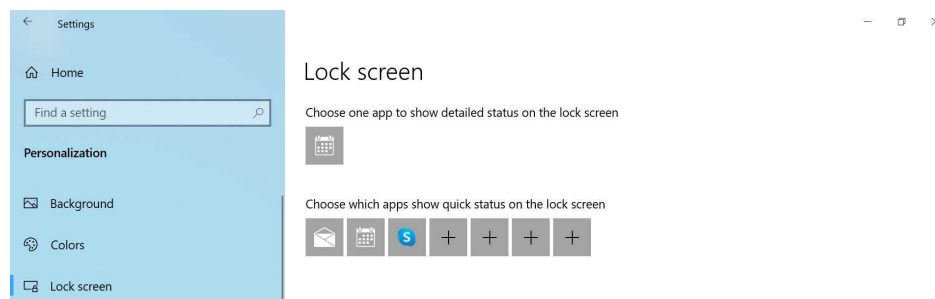 Settings
Home
Find a setting
Personalization
Background
Colors
Lock screen
Lock screen
Choose one app to show detailed status on the lock screen
Choose which apps show quick status on the lock screen